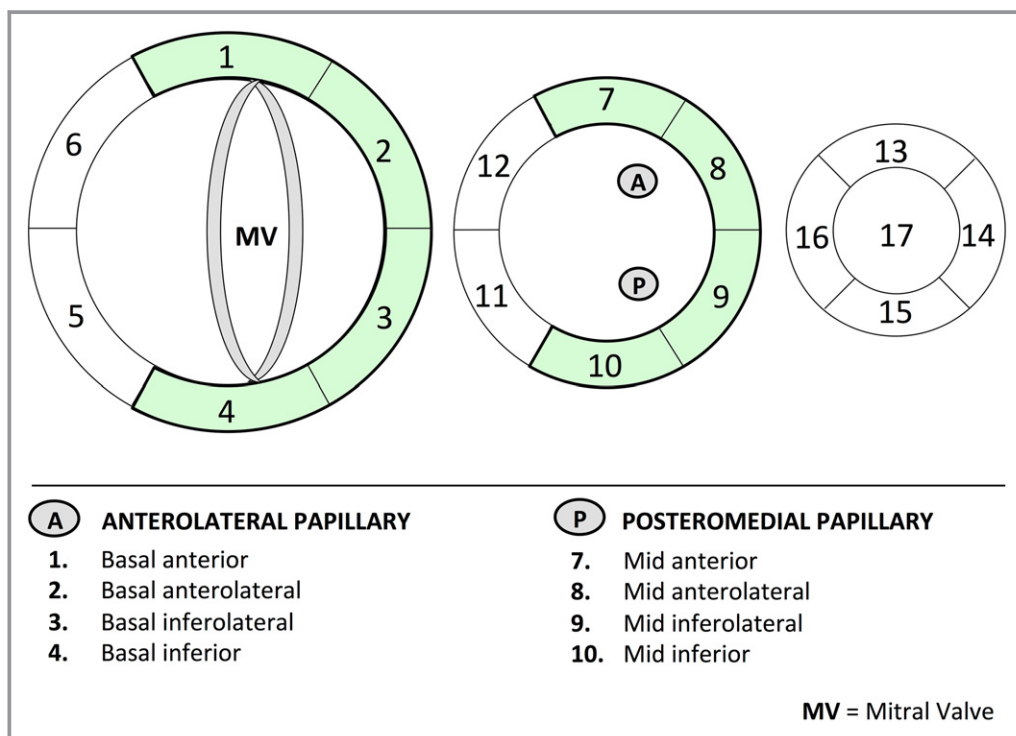 1
6
2
MV
5
3
4
7
12
8
A
P
11
9
10
13
16
17
14
15
A ANTEROLATERAL PAPILLARY
1. Basal anterior
2. Basal anterolateral
3. Basal inferolateral
4. Basal inferior
P POSTEROMEDIAL PAPILLARY
7. Mid anterior
8. Mid anterolateral
9. Mid inferolateral
10. Mid inferior
MV = Mitral Valve